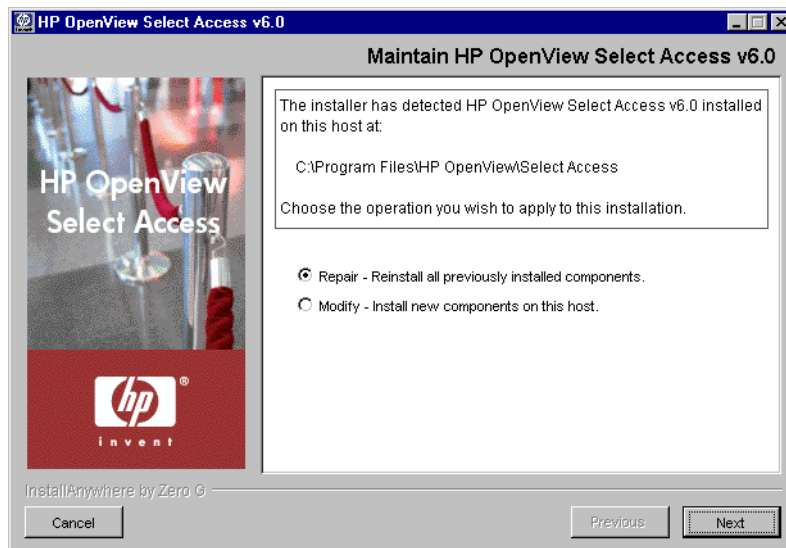 HP OpenView Select Access v6.0
Maintain HP OpenView Select Access v6.0
HP OpenView
Select Access
hp
®
invent
The installer has detected HP OpenView Select Access v6.0 installed
on this host at:
C:\Program Files\HP OpenView\Select Access
Choose the operation you wish to apply to this installation.
Repair - Reinstall all previously installed components.
Modify - Install new components on this host.
InstallAnywhere by Zero G
Cancel
Previous
Next